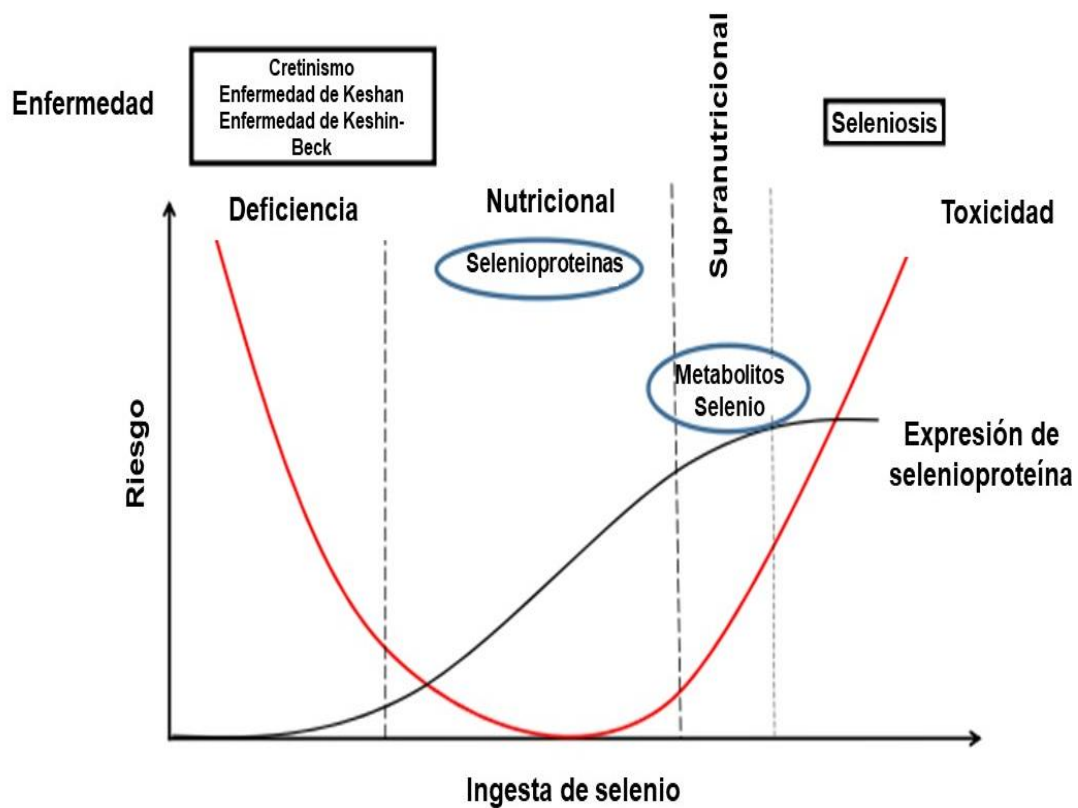 Enfermedad
Cretinismo
Enfermedad de Keshan
Enfermedad de Keshin-
Beck
Supranutricional
Seleniosis
Deficiencia
Nutricional
Toxicidad
Selenioproteinas
Metabolitos
Selenio
Expresión de
selenioproteína
Riesgo
Ingesta de selenio